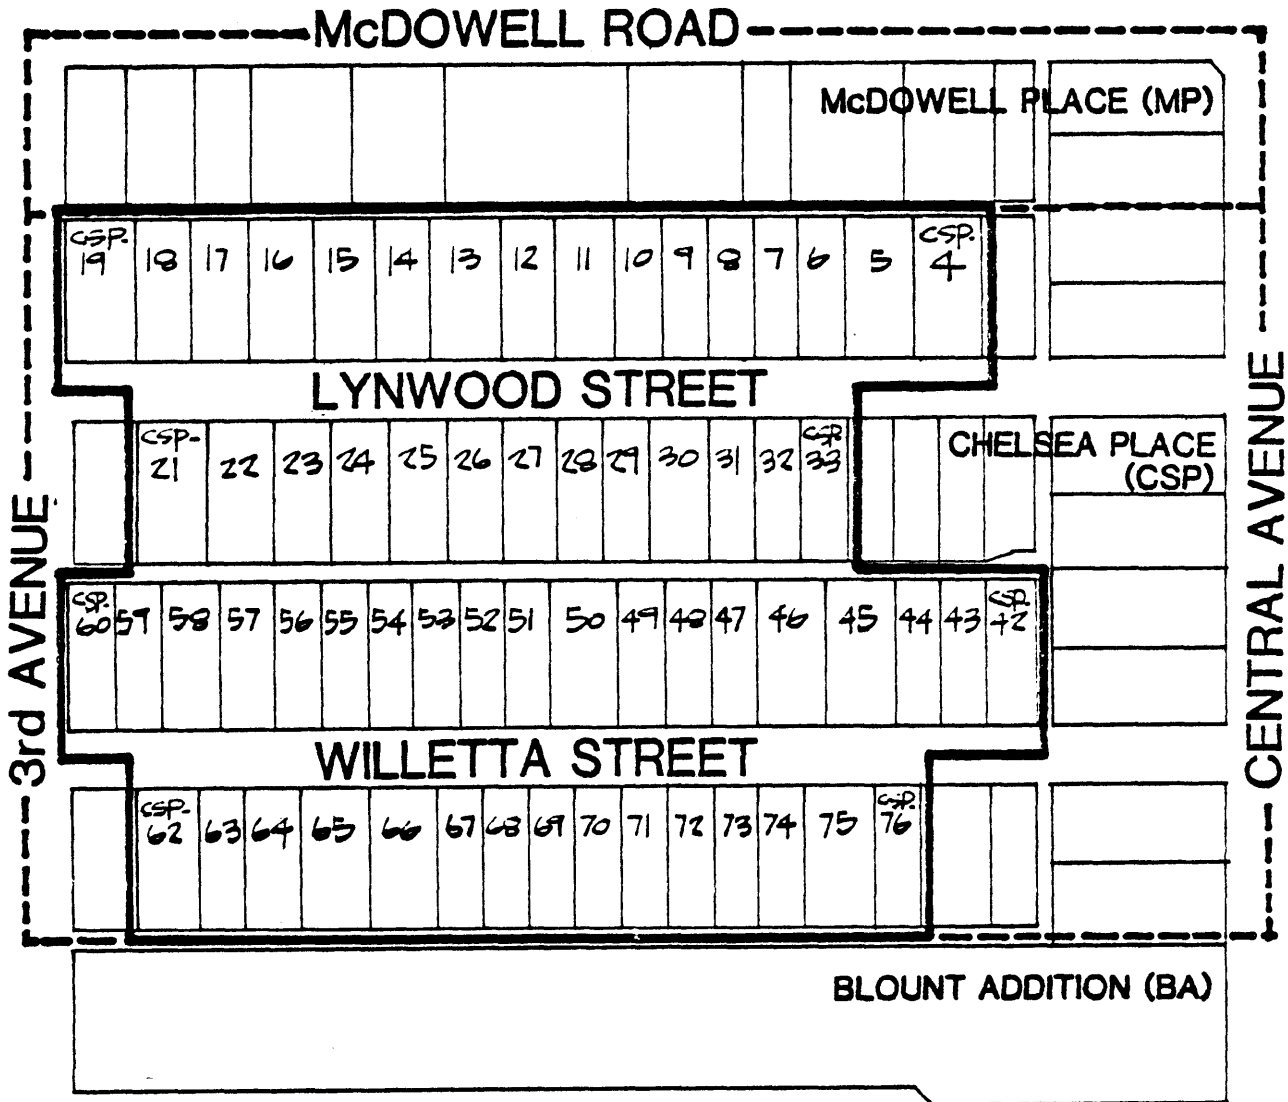 McDOWELL ROAD
McDOWELL PLACE (MP)
CSP. 19 18 17 16 15 14 13 12 11 10 9 8 7 6 5 CSP. 4
LYNWOOD STREET
CSP- 21 22 23 24 25 26 27 28 29 30 31 32 CSP. 33
CHELSEA PLACE
(CSP)
3rd AVENUE
CENTRAL AVENUE
CSP. 60 59 58 57 56 55 54 53 52 51 50 49 48 47 46 45 44 43 CSP. 42
WILLETTA STREET
CSP- 62 63 64 65 66 67 68 69 70 71 72 73 74 75 CSP. 76
BLOUNT ADDITION (BA)